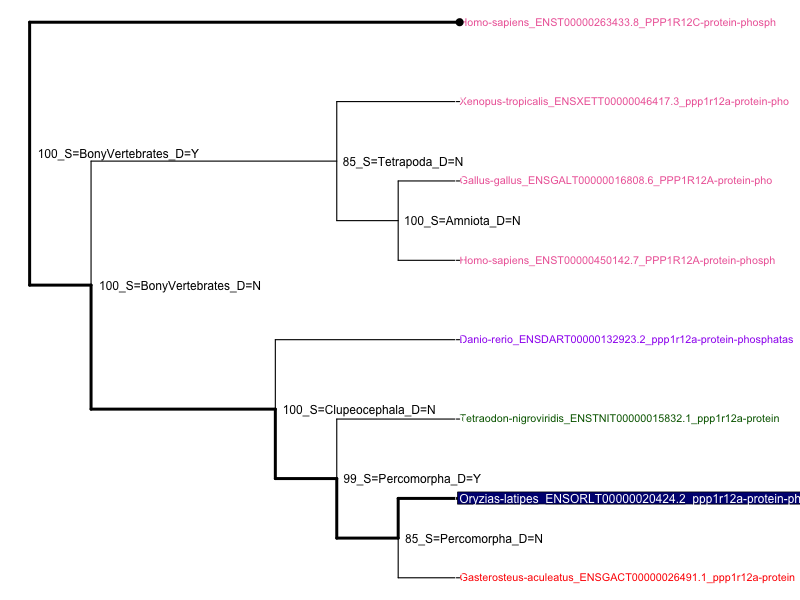 Homo-sapiens_ENST00000263433.8_PPP1R12C-protein-phosph
Xenopus-tropicalis_ENSXETT00000046417.3_ppp1r12a-protein-pho
100_S=BonyVertebrates_D=Y
85_S=Tetrapoda_D=N
Gallus-gallus_ENSGALT00000016808.6_PPP1R12A-protein-pho
100_S=Amniota_D=N
Homo-sapiens_ENST00000450142.7_PPP1R12A-protein-phosph
100_S=BonyVertebrates_D=N
Danio-rerio_ENSDART00000132923.2_ppp1r12a-protein-phosphatas
100_S=Clupeocephala_D=N
Tetraodon-nigroviridis_ENSTNIT00000015832.1_ppp1r12a-protein
99_S=Percomorpha_D=Y
Oryzias-latipes_ENSORLT00000020424.2_ppp1r12a-protein-ph
85_S=Percomorpha_D=N
Gasterosteus-aculeatus_ENSGACT00000026491.1_ppp1r12a-protein